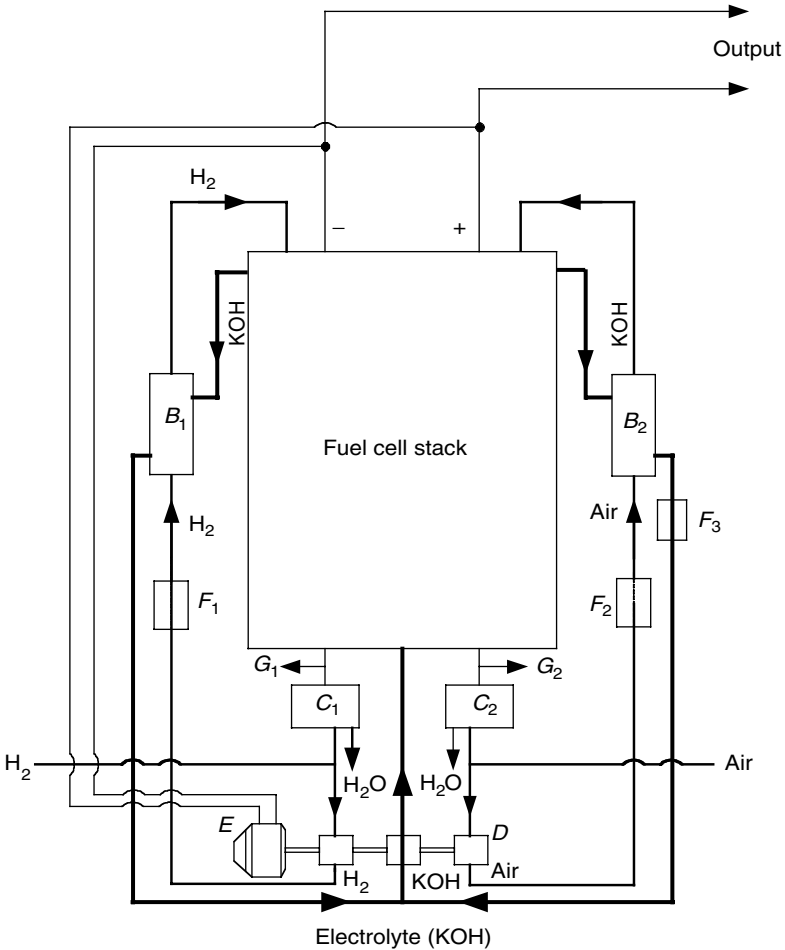 Output
H₂
−
+
KOH
KOH
B₁
B₂
Fuel cell stack
H₂
Air
F₃
F₁
F₂
G₁
G₂
C₁
C₂
H₂
H₂O
H₂O
Air
E
D
H₂
KOH
Air
Electrolyte (KOH)